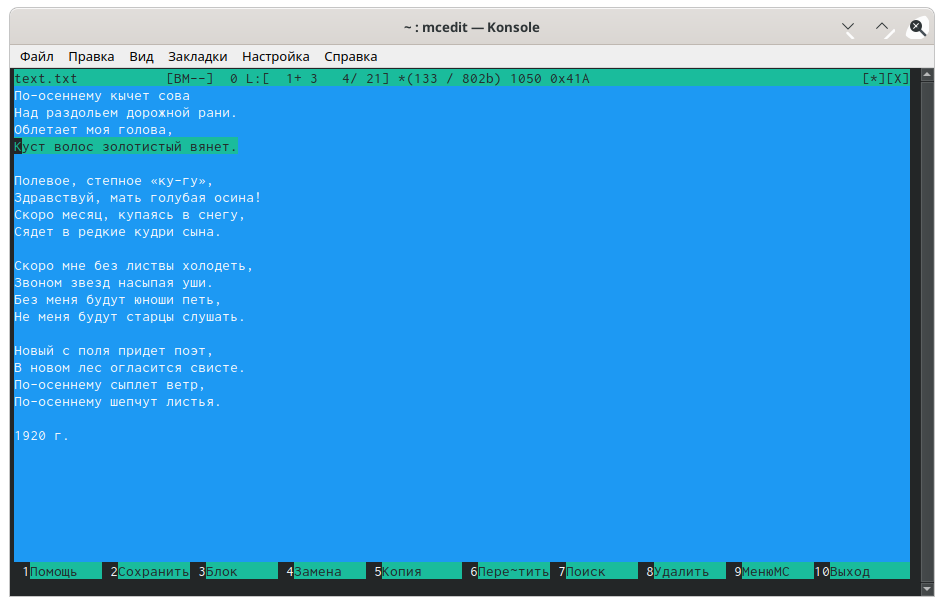 ~ : mcedit — Konsole
Файл Правка Вид Закладки Настройка Справка
text.txt [BM--] 0 L:[ 1+ 3 4/ 21] *(133 / 802b) 1050 0x41A [*][X]
По-осеннему кычет сова
Над раздольем дорожной рани.
Облетает моя голова,
Куст волос золотистый вянет.
Полевое, степное «ку-гу»,
Здравствуй, мать голубая осина!
Скоро месяц, купаясь в снегу,
Сядет в редкие кудри сына.
Скоро мне без листвы холодеть,
Звоном звезд насыпая уши.
Без меня будут юноши петь,
Не меня будут старцы слушать.
Новый с поля придет поэт,
В новом лес огласится свисте.
По-осеннему сыплет ветр,
По-осеннему шепчут листья.
1920 г.
1Помощь 2Сохранить 3Блок 4Замена 5Копия 6Пере~тить 7Поиск 8Удалить 9МенюMC 10Выход